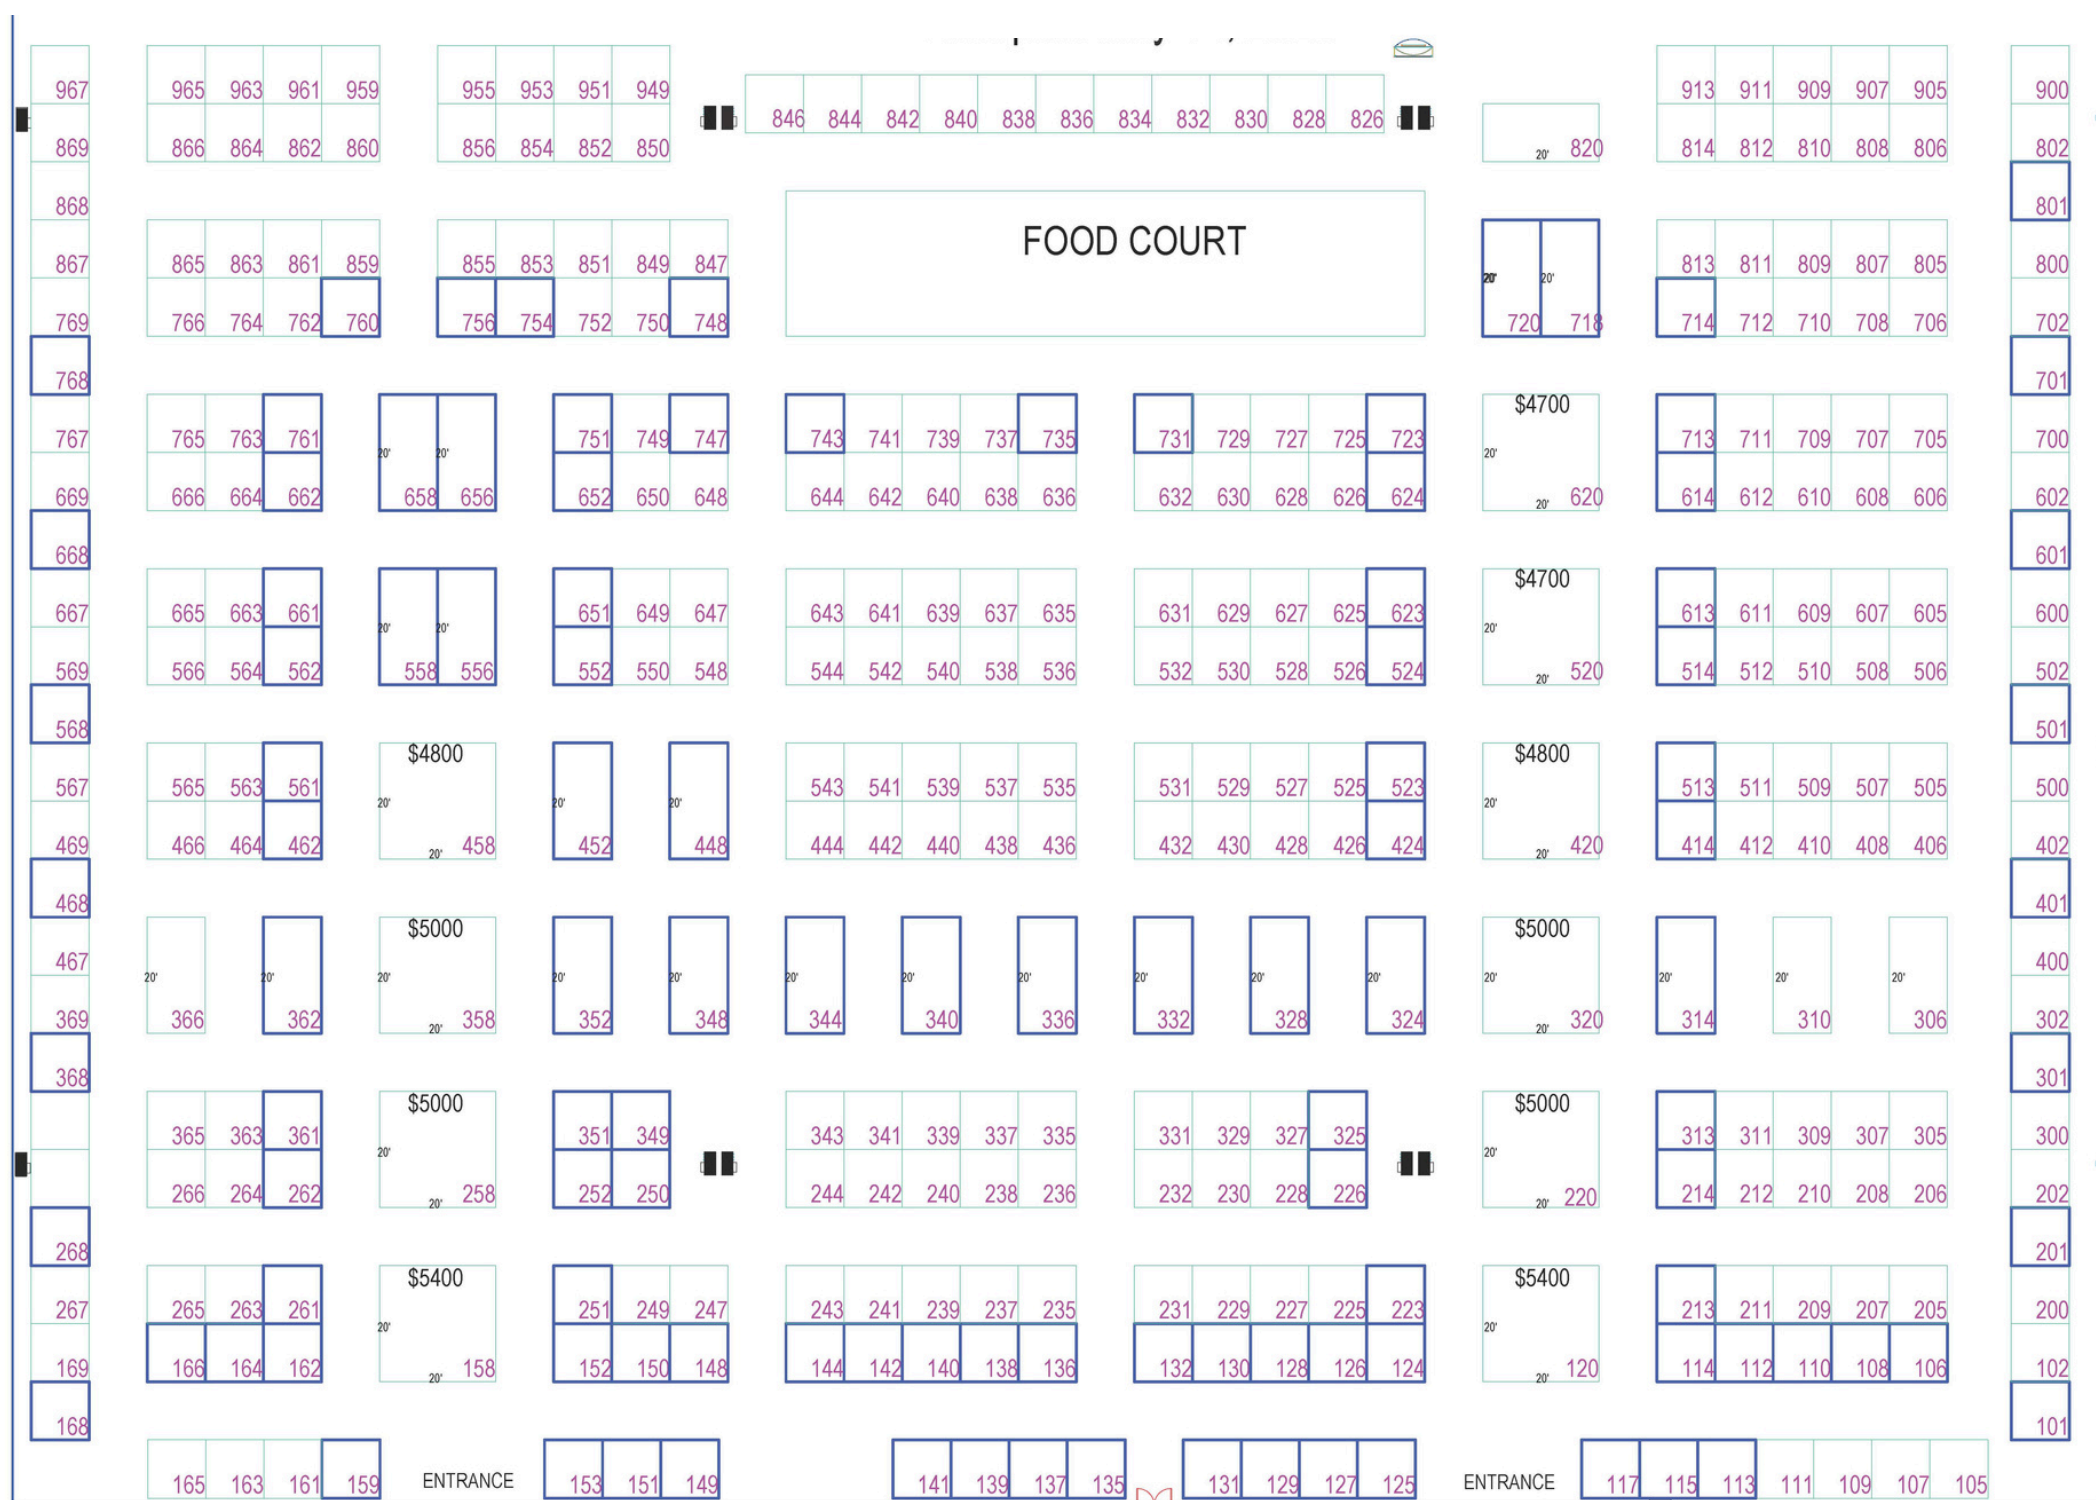 967 965 963 961 959 955 953 951 949 913 911 909 907 905 900
846 844 842 840 838 836 834 832 830 828 826
869 866 864 862 860 856 854 852 850 20' 820 814 812 810 808 806 802
868 801
FOOD COURT
867 865 863 861 859 855 853 851 849 847 20' 20' 813 811 809 807 805 800
769 766 764 762 760 756 754 752 750 748 720 718 714 712 710 708 706 702
768 701
$4700
767 765 763 761 20' 20' 751 749 747 743 741 739 737 735 731 729 727 725 723 20' 713 711 709 707 705 700
669 666 664 662 658 656 652 650 648 644 642 640 638 636 632 630 628 626 624 20' 620 614 612 610 608 606 602
668 601
$4700
667 665 663 661 20' 20' 651 649 647 643 641 639 637 635 631 629 627 625 623 20' 613 611 609 607 605 600
569 566 564 562 558 556 552 550 548 544 542 540 538 536 532 530 528 526 524 20' 520 514 512 510 508 506 502
568 501
$4800 $4800
567 565 563 561 20' 20' 20' 543 541 539 537 535 531 529 527 525 523 20' 513 511 509 507 505 500
469 466 464 462 20' 458 452 448 444 442 440 438 436 432 430 428 426 424 20' 420 414 412 410 408 406 402
468 401
$5000 $5000
467 20' 20' 20' 20' 20' 20' 20' 20' 20' 20' 20' 20' 20' 20' 20' 400
369 366 362 20' 358 352 348 344 340 336 332 328 324 20' 320 314 310 306 302
368 301
$5000 $5000
365 363 361 20' 351 349 343 341 339 337 335 331 329 327 325 20' 313 311 309 307 305 300
266 264 262 20' 258 252 250 244 242 240 238 236 232 230 228 226 20' 220 214 212 210 208 206 202
268 201
$5400 $5400
267 265 263 261 20' 251 249 247 243 241 239 237 235 231 229 227 225 223 20' 213 211 209 207 205 200
169 166 164 162 20' 158 152 150 148 144 142 140 138 136 132 130 128 126 124 20' 120 114 112 110 108 106 102
168 101
165 163 161 159 ENTRANCE 153 151 149 141 139 137 135 131 129 127 125 ENTRANCE 117 115 113 111 109 107 105